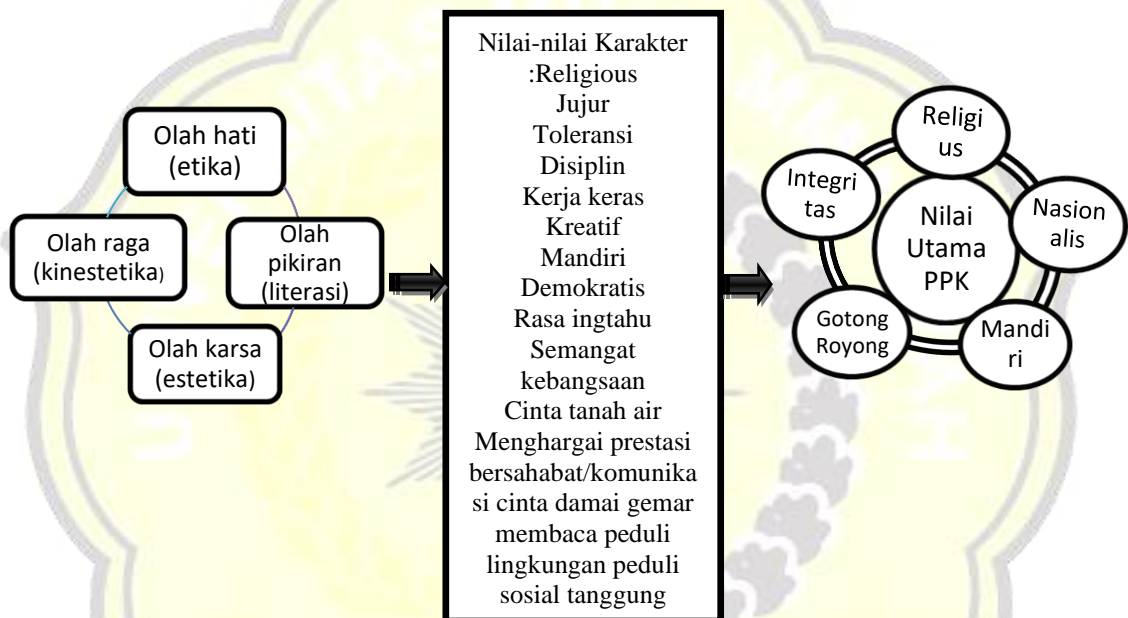 Olah hati
(etika)
Olah raga
(kinestetika)
Olah
pikiran
(literasi)
Olah karsa
(estetika)
Nilai-nilai Karakter
:Religious
Jujur
Toleransi
Disiplin
Kerja keras
Kreatif
Mandiri
Demokratis
Rasa ingtahu
Semangat
kebangsaan
Cinta tanah air
Menghargai prestasi
bersahabat/komunika
si cinta damai gemar
membaca peduli
lingkungan peduli
sosial tanggung
Religi
us
Integri
tas
Nasion
alis
Nilai
Utama
PPK
Gotong
Royong
Mandi
ri